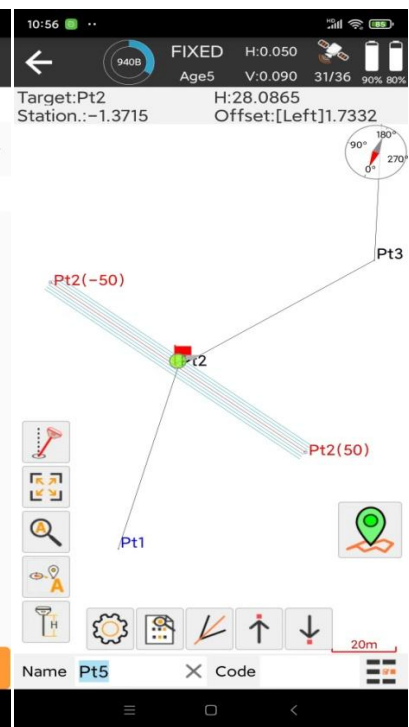 10:56 85
940B FIXED H:0.050
Age5 V:0.090 31/36 90% 80%
Target:Pt2 H:28.0865
Station.:-1.3715 Offset:[Left]1.7332
180°
90°
270°
0°
Pt3
Pt2(-50)
Pt2
Pt2(50)
Pt1
A
A
H
20m
Name Pt5 Code